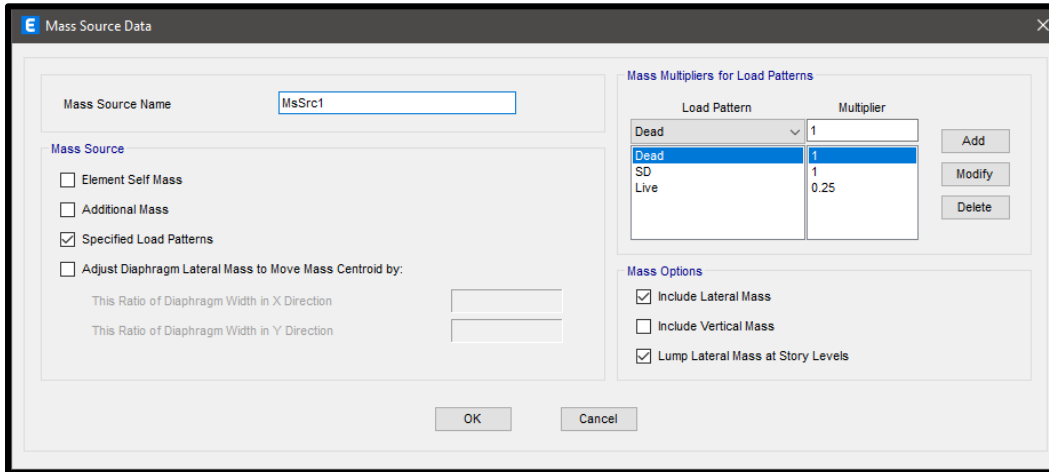 E Mass Source Data
Mass Source Name MsSrc1
Mass Source
Element Self Mass
Additional Mass
Specified Load Patterns
Adjust Diaphragm Lateral Mass to Move Mass Centroid by:
This Ratio of Diaphragm Width in X Direction
This Ratio of Diaphragm Width in Y Direction
Mass Multipliers for Load Patterns
Load Pattern Multiplier
Dead 1
Dead 1
SD 1
Live 0.25
Add
Modify
Delete
Mass Options
Include Lateral Mass
Include Vertical Mass
Lump Lateral Mass at Story Levels
OK Cancel